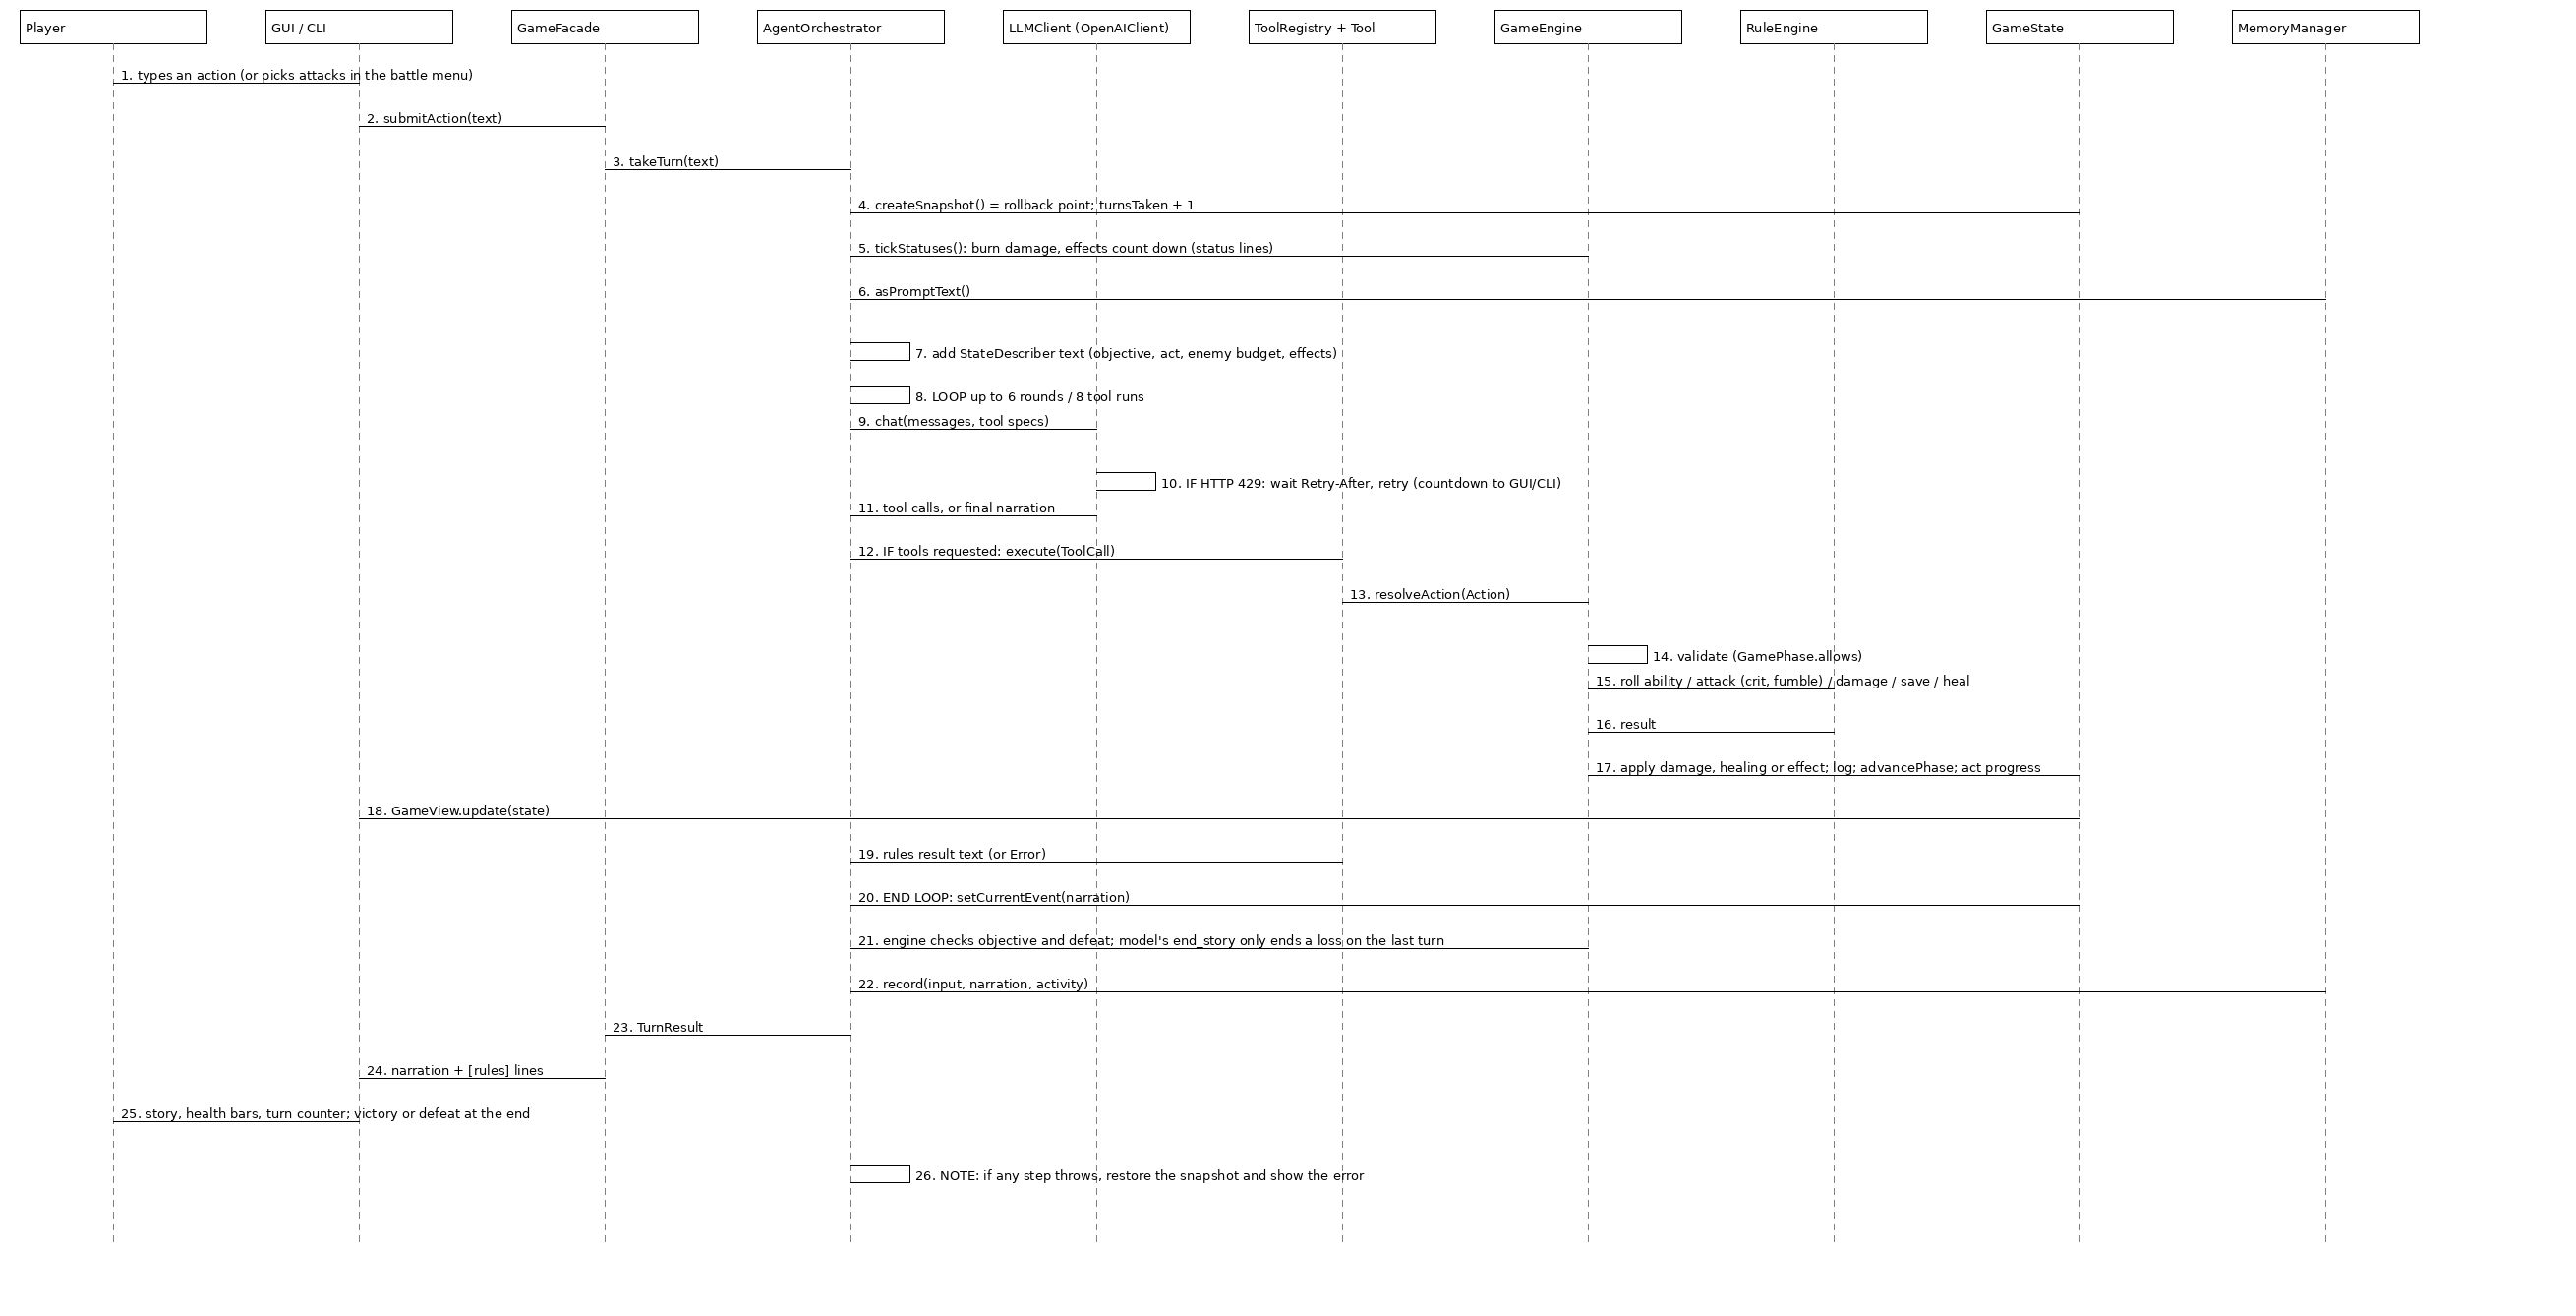 Player
GUI / CLI
GameFacade
AgentOrchestrator
LLMClient (OpenAIClient)
ToolRegistry + Tool
GameEngine
RuleEngine
GameState
MemoryManager
1. types an action (or picks attacks in the battle menu)
2. submitAction(text)
3. takeTurn(text)
4. createSnapshot() = rollback point; turnsTaken + 1
5. tickStatuses(): burn damage, effects count down (status lines)
6. asPromptText()
7. add StateDescriber text (objective, act, enemy budget, effects)
8. LOOP up to 6 rounds / 8 tool runs
9. chat(messages, tool specs)
10. IF HTTP 429: wait Retry-After, retry (countdown to GUI/CLI)
11. tool calls, or final narration
12. IF tools requested: execute(ToolCall)
13. resolveAction(Action)
14. validate (GamePhase.allows)
15. roll ability / attack (crit, fumble) / damage / save / heal
16. result
17. apply damage, healing or effect; log; advancePhase; act progress
18. GameView.update(state)
19. rules result text (or Error)
20. END LOOP: setCurrentEvent(narration)
21. engine checks objective and defeat; model's end_story only ends a loss on the last turn
22. record(input, narration, activity)
23. TurnResult
24. narration + [rules] lines
25. story, health bars, turn counter; victory or defeat at the end
26. NOTE: if any step throws, restore the snapshot and show the error